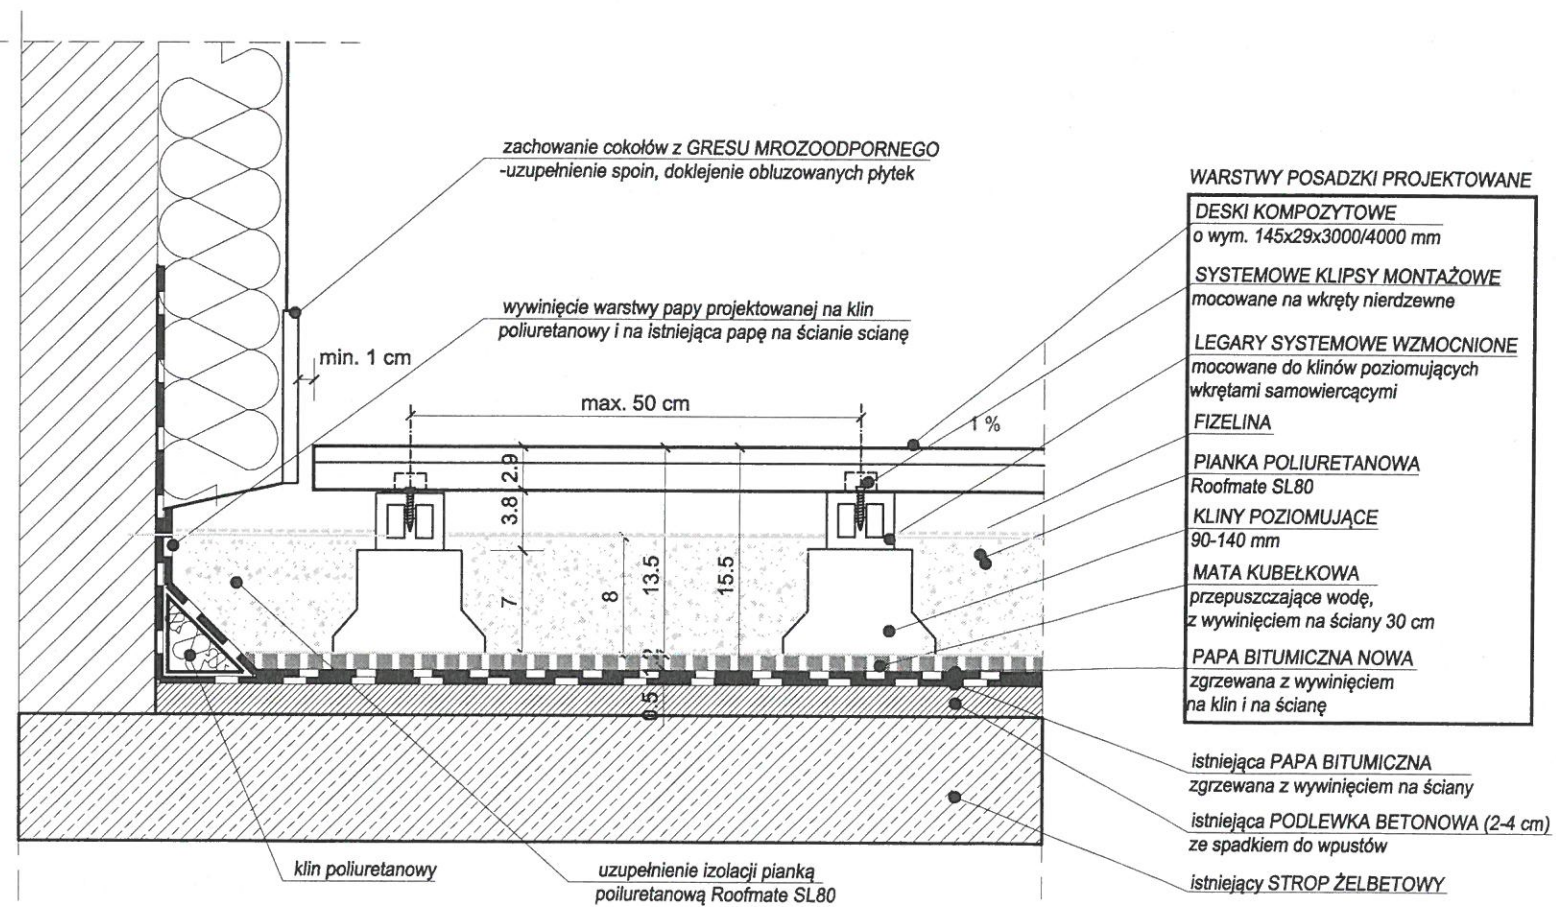 zachowanie cokołów z GRESU MROZOODPORNEGO
-uzupełnienie spoin, doklejenie obluzowanych płytek
wywinięcie warstwy papy projektowanej na klin
poliuretanowy i na istniejąca papę na ścianie scianę
min. 1 cm
max. 50 cm
1 %
2.9
3.8
7
8
13.5
15.5
0.5
klin poliuretanowy
uzupełnienie izolacji pianką
poiluretanową Roofmate SL80
WARSTWY POSADZKI PROJEKTOWANE
DESKI KOMPOZYTOWE
o wym. 145x29x3000/4000 mm
SYSTEMOWE KLIPSY MONTAŻOWE
mocowane na wkręty nierdzewne
LEGARY SYSTEMOWE WZMOCNIONE
mocowane do klinów poziomujących
wkrętami samowiercącymi
FIZELINA
PIANKA POLIURETANOWA
Roofmate SL80
KLINY POZIOMUJĄCE
90-140 mm
MATA KUBEŁKOWA
przepuszczające wodę,
z wywinięciem na ściany 30 cm
PAPA BITUMICZNA NOWA
zgrzewana z wywinięciem
na klin i na ścianę
istniejąca PAPA BITUMICZNA
zgrzewana z wywinięciem na ściany
istniejąca PODLEWKA BETONOWA (2-4 cm)
ze spadkiem do wpustów
istniejący STROP ŻELBETOWY